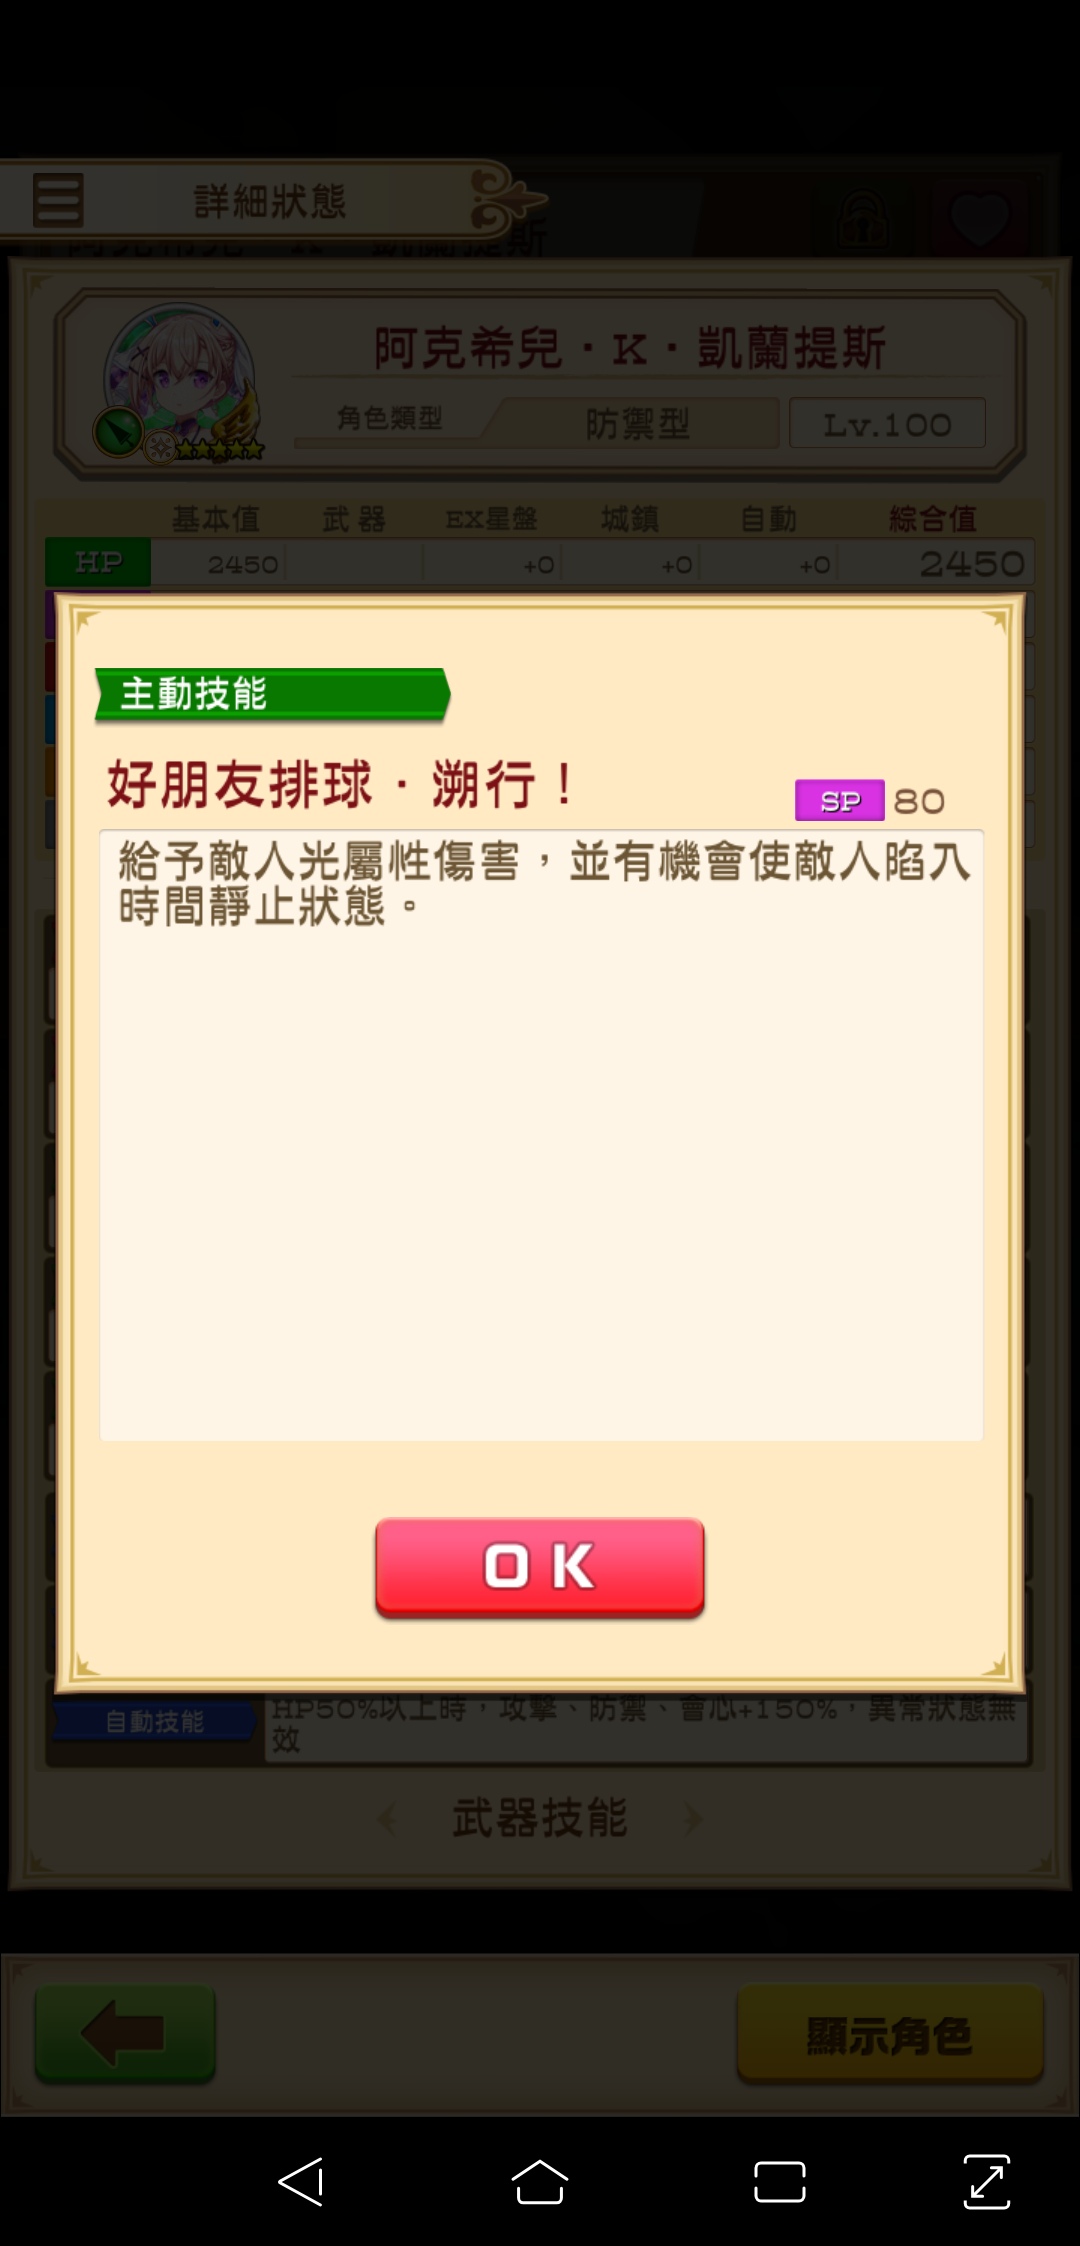 詳細狀態
阿克希兒・K・凱蘭提斯
角色類型
防禦型
Lv.100
基本值 武器 EX星盤 城鎮 自動 綜合值
HP 2450 +0 +0 +0 2450
主動技能
好朋友排球・溯行！
SP 80
給予敵人光屬性傷害，並有機會使敵人陷入
時間靜止狀態。
OK
自動技能
HP50%以上時，攻擊、防禦、會心+150%，異常狀態無
效
武器技能
顯示角色